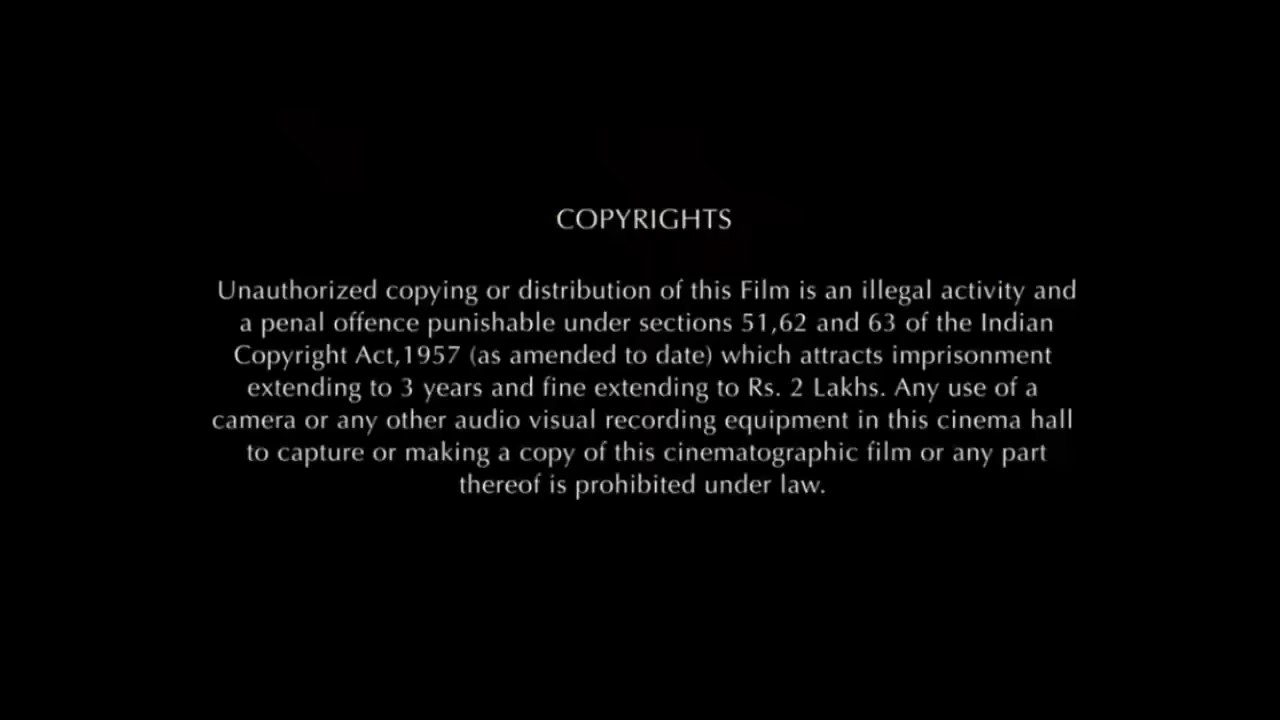 COPYRIGHTS
Unauthorized copying or distribution of this Film is an illegal activity and
a penal offence punishable under sections 51,62 and 63 of the Indian
Copyright Act,1957 (as amended to date) which attracts imprisonment
extending to 3 years and fine extending to Rs. 2 Lakhs. Any use of a
camera or any other audio visual recording equipment in this cinema hall
to capture or making a copy of this cinematographic film or any part
thereof is prohibited under law.